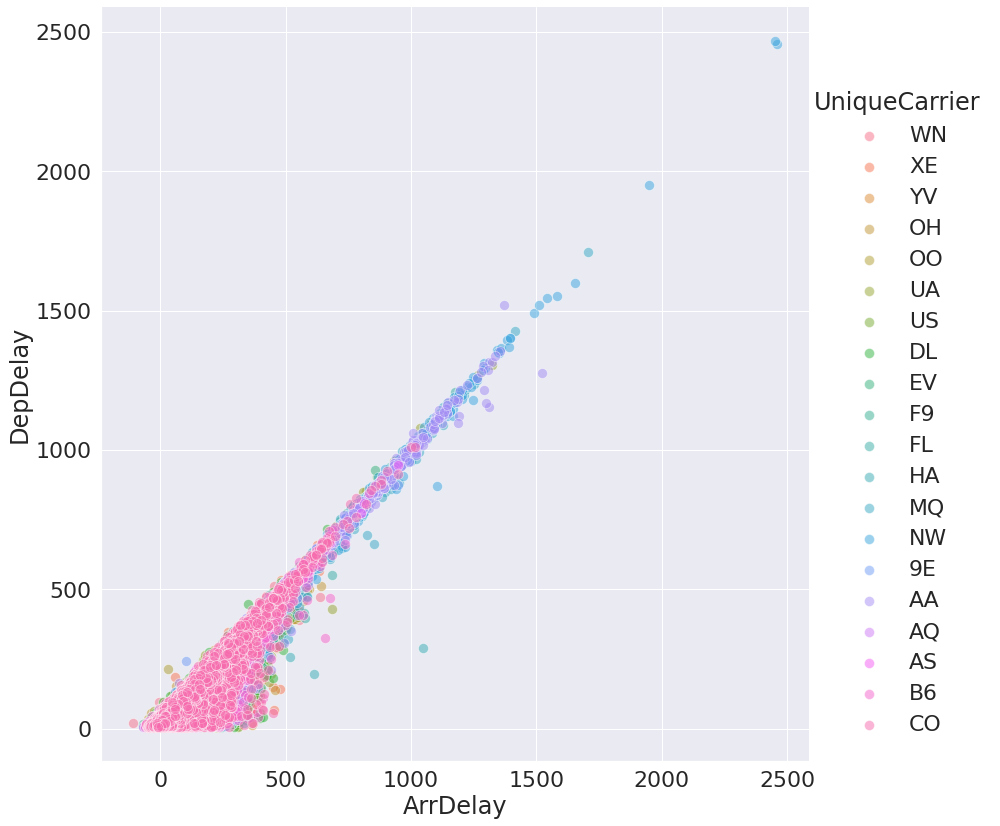 2500
2000
1500
1000
500
0
DepDelay
0 500 1000 1500 2000 2500
ArrDelay
UniqueCarrier
WN
XE
YV
OH
OO
UA
US
DL
EV
F9
FL
HA
MQ
NW
9E
AA
AQ
AS
B6
CO